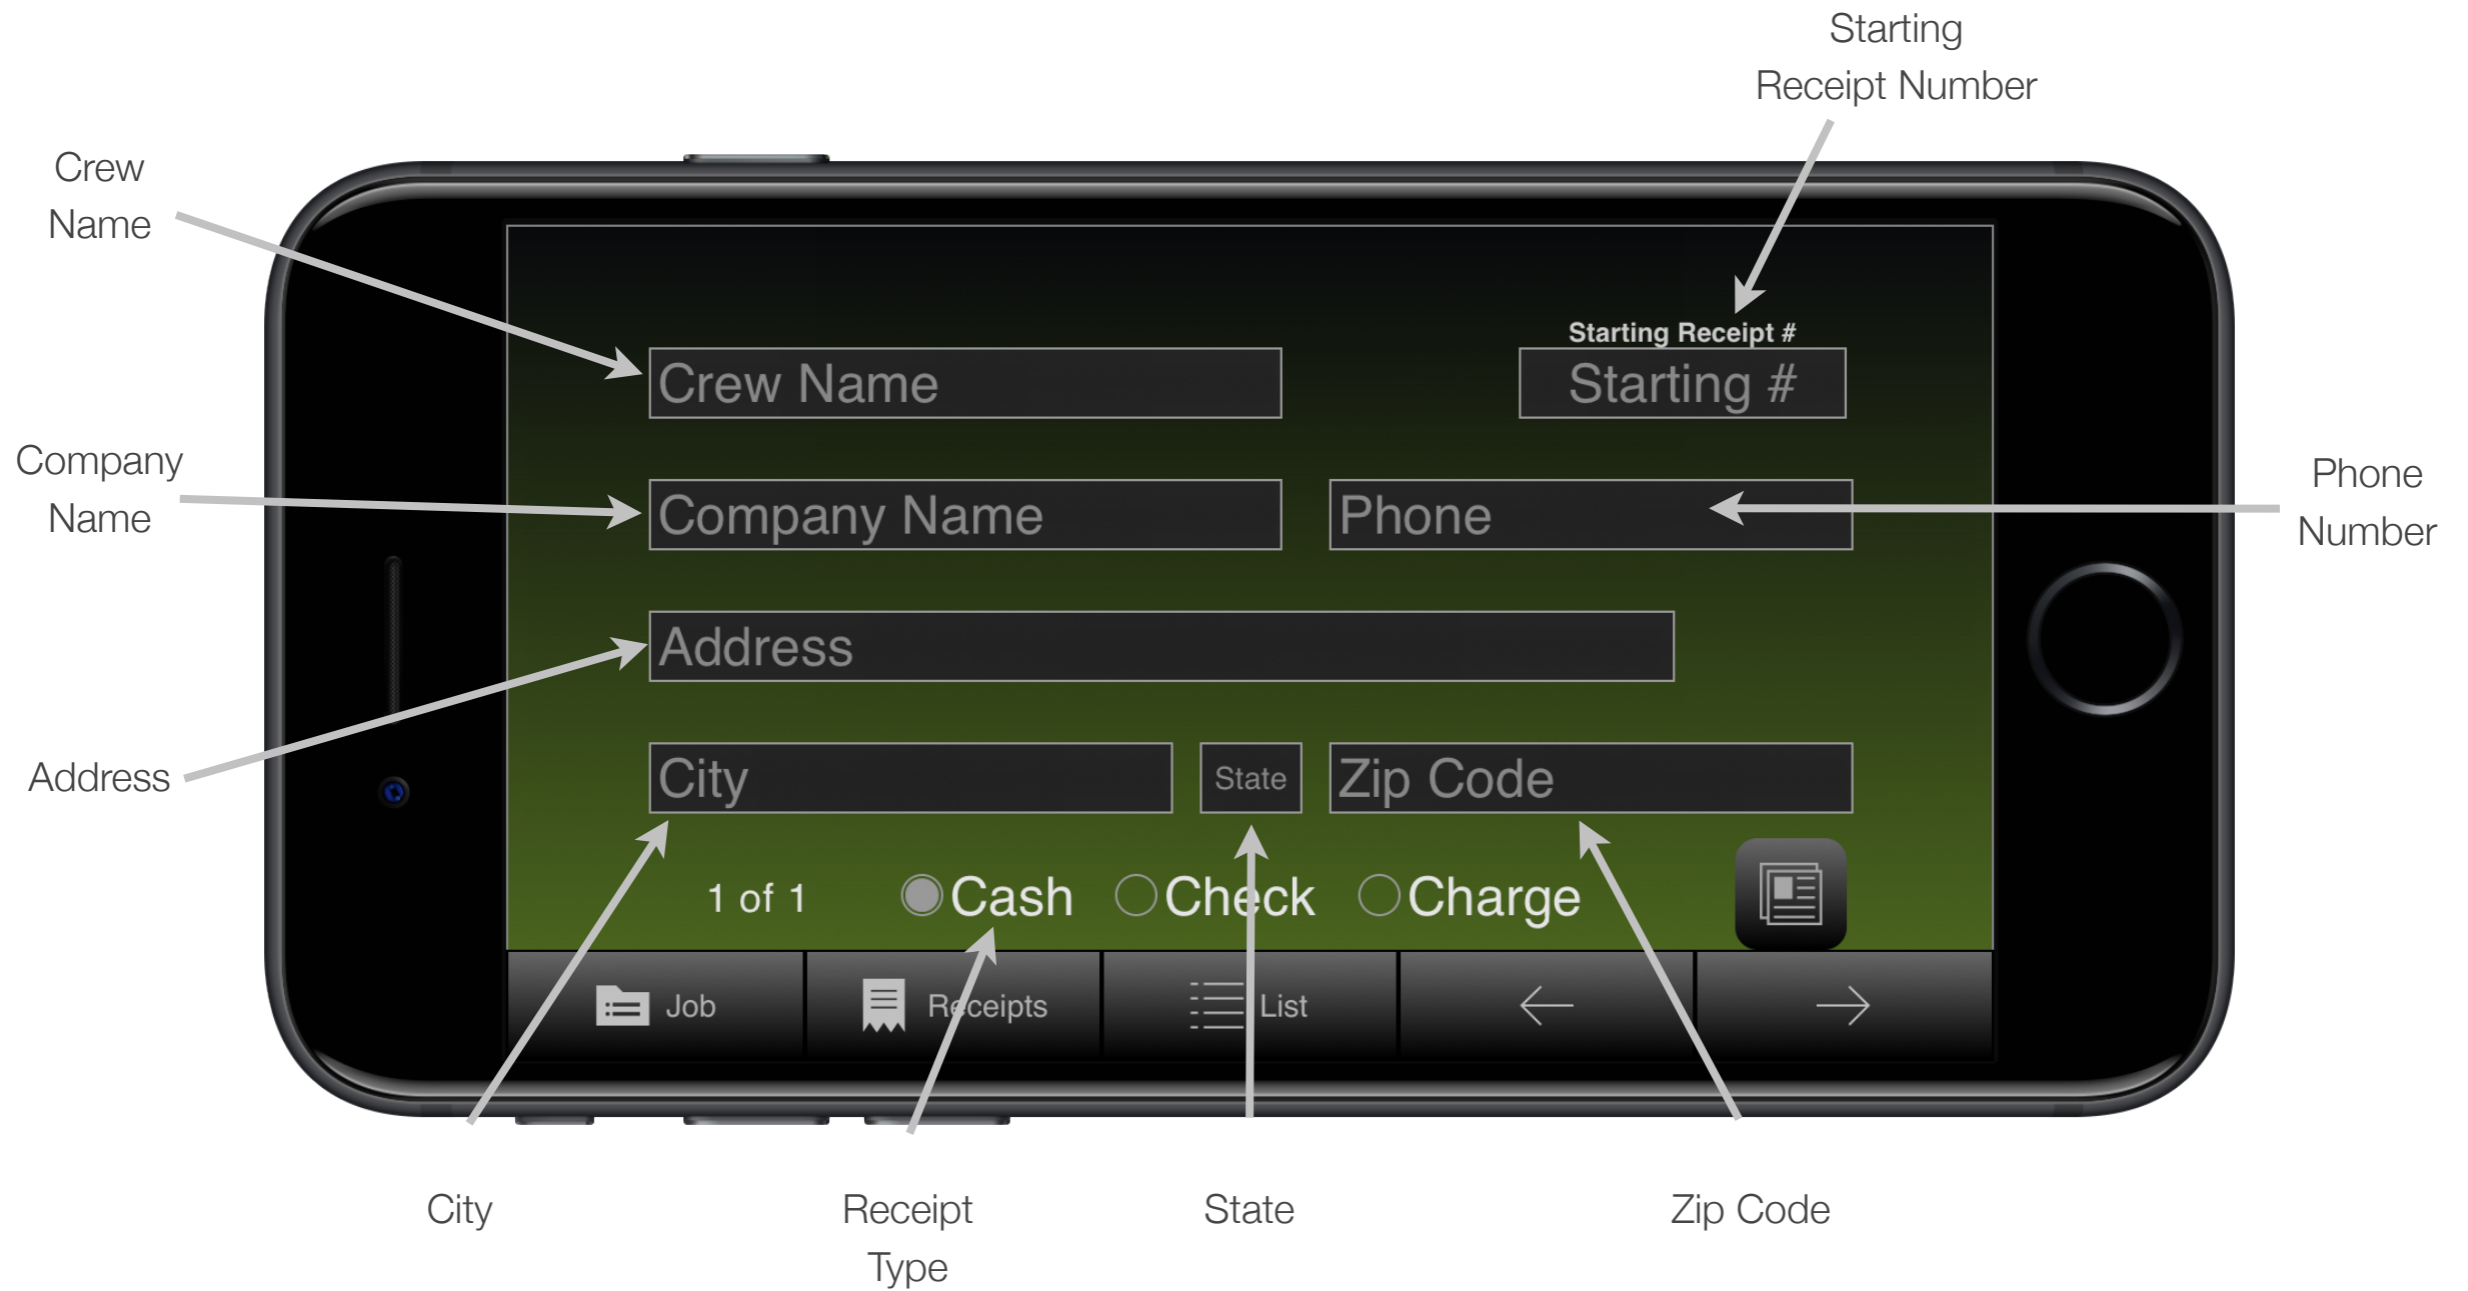 Starting
Receipt Number
Crew
Name
Starting Receipt #
Crew Name
Starting #
Company
Name
Company Name
Phone
Phone
Number
Address
Address
City
State
Zip Code
1 of 1
Cash
Check
Charge
Job
Receipts
List
City
Receipt
Type
State
Zip Code